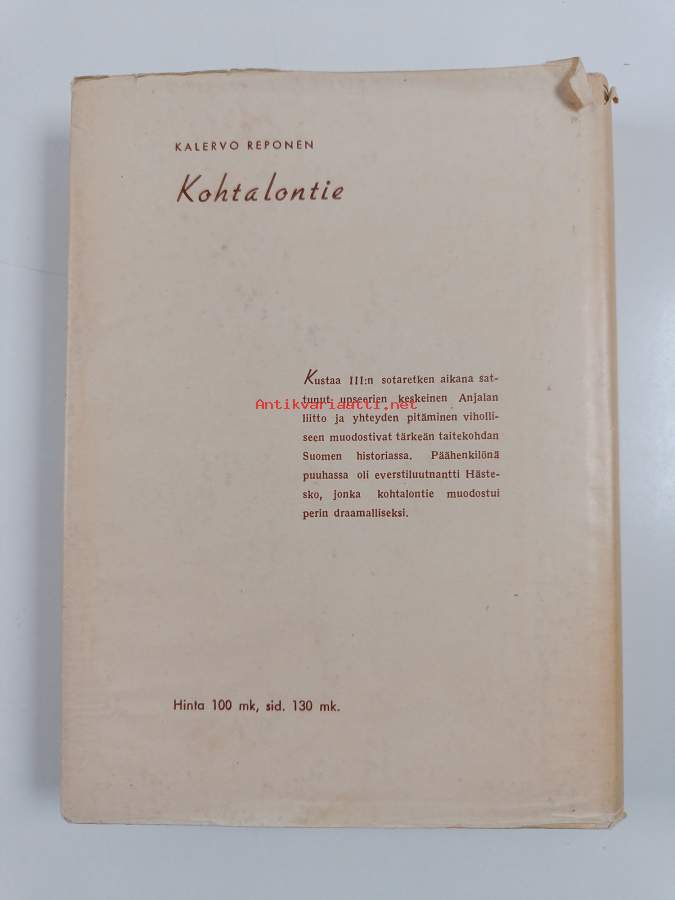 KALERVO REPONEN
Kohtalontie
Kustaa III:n sotaretken aikana sat-
tunut upseerien keskeinen Anjalan
Antikvariaatti.net
liitto ja yhteyden pitäminen viholli-
seen muodostivat tärkeän taitekohdan
Suomen historiassa. Päähenkilönä
puuhassa oli everstiluutnantti Häste-
sko, jonka kohtalontie muodostui
perin draamalliseksi.
Hinta 100 mk, sid. 130 mk.